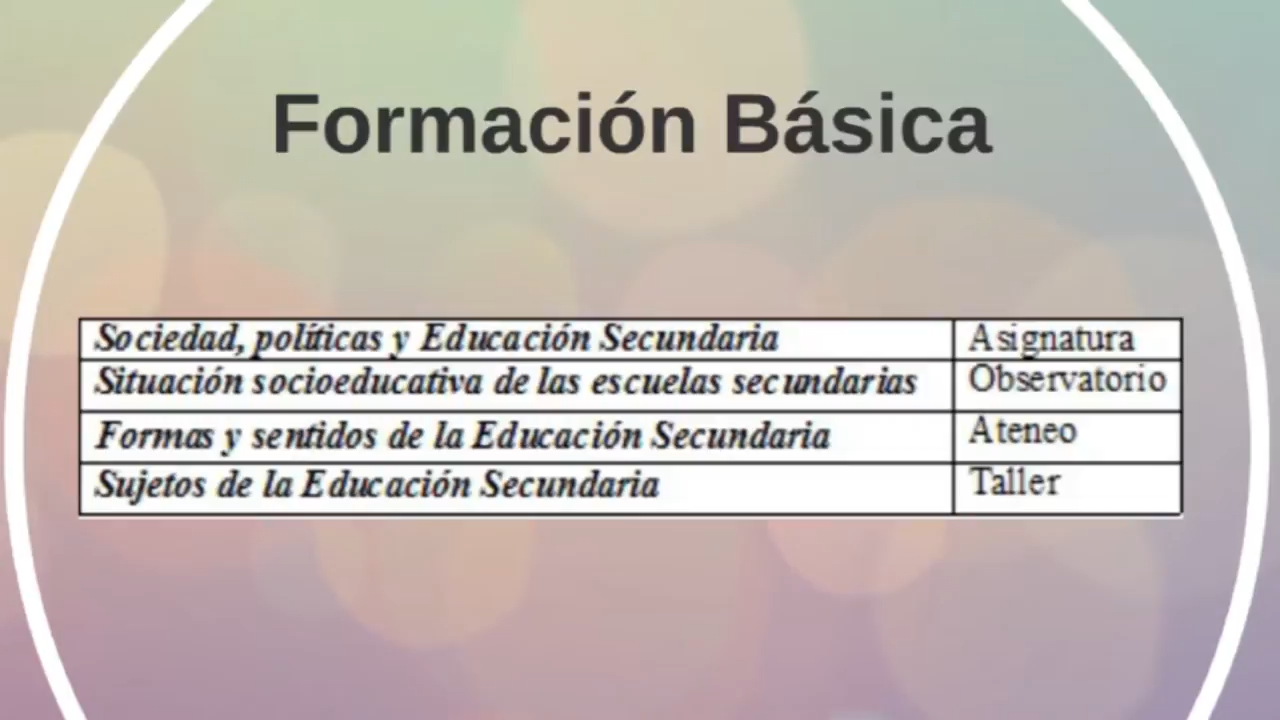 Formación Básica
Sociedad, políticas y Educación Secundaria Asignatura
Situación socioeducativa de las escuelas secundarias Observatorio
Formas y sentidos de la Educación Secundaria Ateneo
Sujetos de la Educación Secundaria Taller